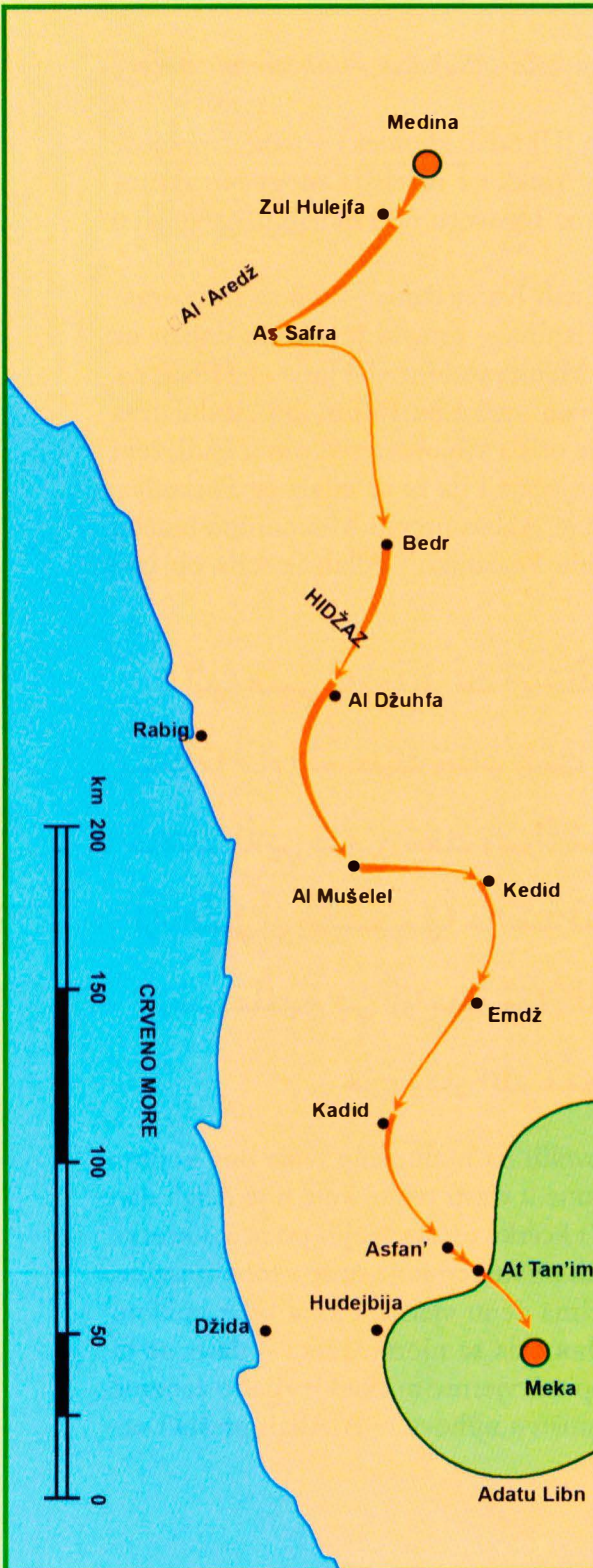 Medina
Zul Hulejfa
Al ‘Aredž
As Safra
Bedr
HIDŽAZ
Al Džuhfa
Rabig
km
200
Al Mušelel
Kedid
150
CRVENO MORE
Emdž
Kadid
100
Asfan’
At Tan’im
Hudejbija
Džida
50
Meka
Adatu Libn
0